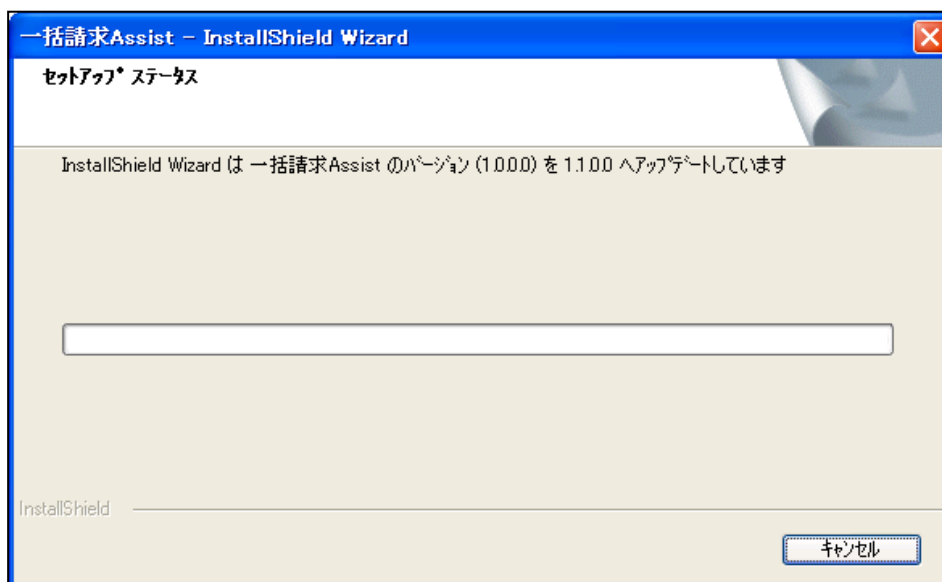 一括請求Assist - InstallShield Wizard
セットアップ ステータス
InstallShield Wizard は 一括請求Assist のバージョン (1.0.0.0) を 1.1.0.0 へアップデートしています
InstallShield
キャンセル